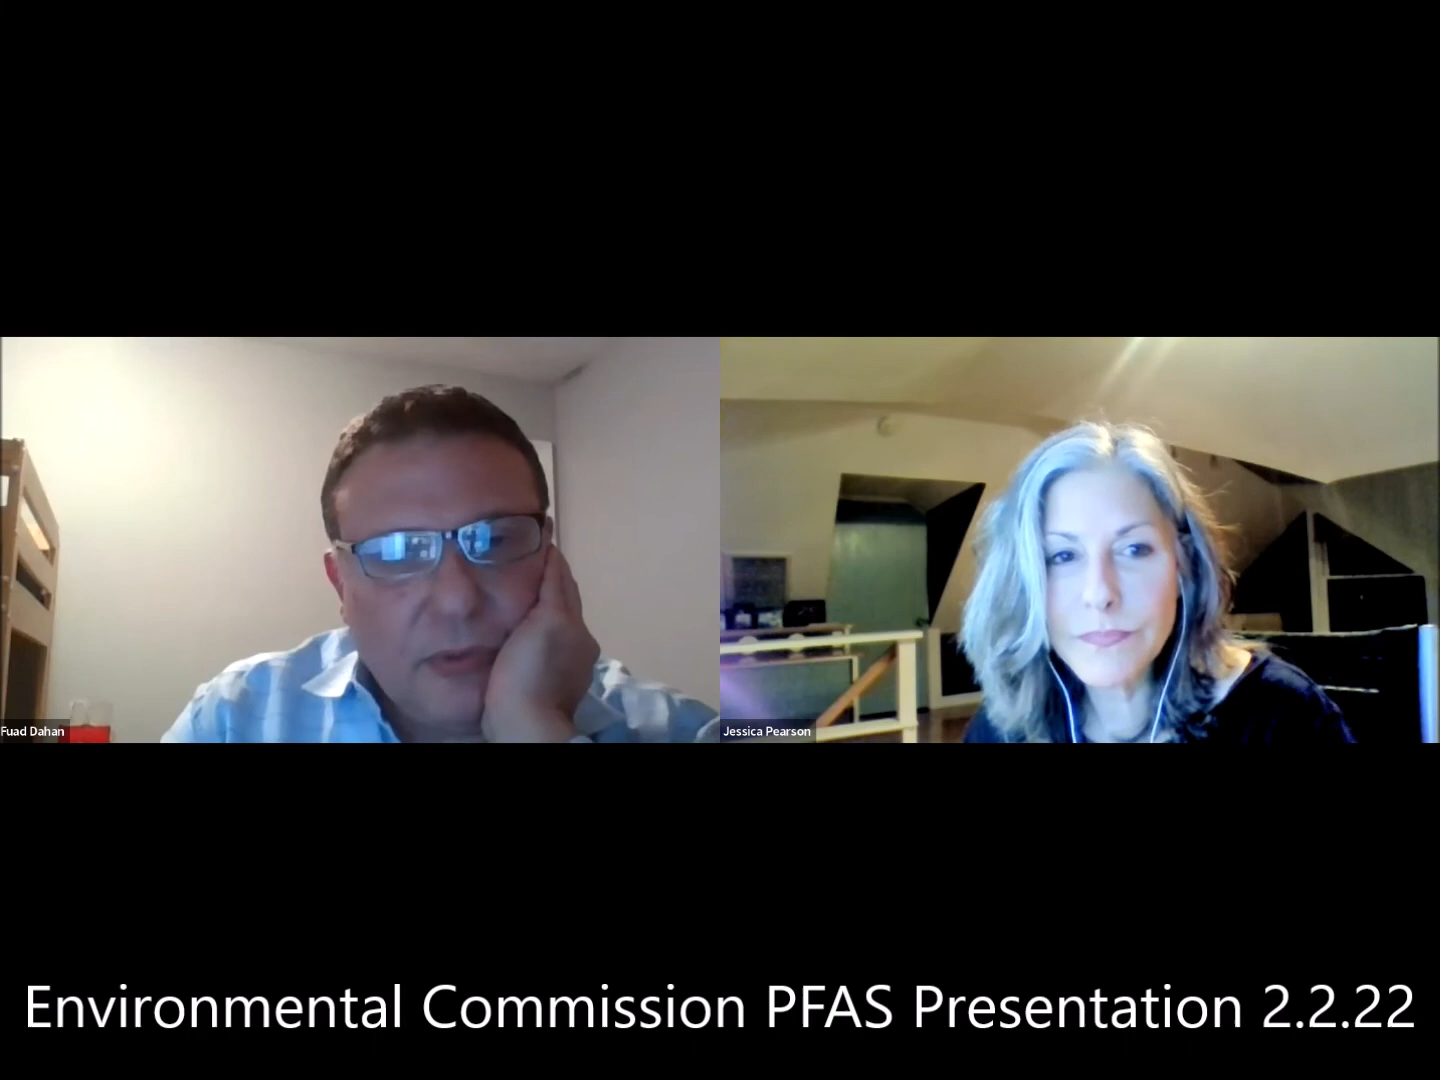 Fuad Dahan
Jessica Pearson
Environmental Commission PFAS Presentation 2.2.22